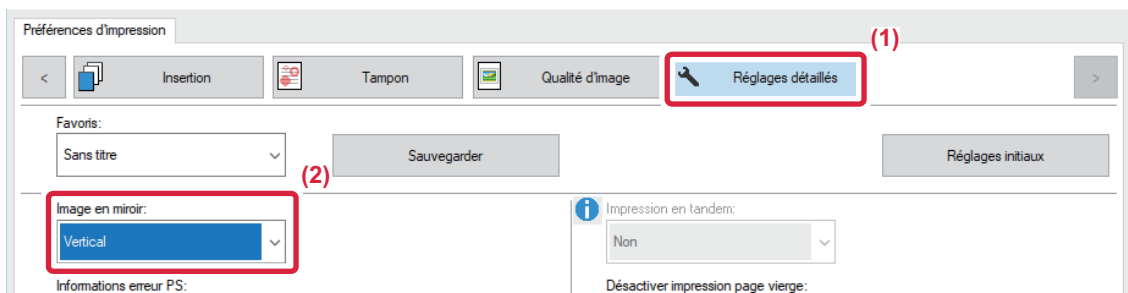 Préférences d'impression
(1)
<
Insertion
Tampon
Qualité d'image
Réglages détaillés
>
Favoris:
Sans titre
Sauvegarder
Réglages initiaux
(2)
Image en miroir:
Impression en tandem:
Vertical
Non
Informations erreur PS:
Désactiver impression page vierge: